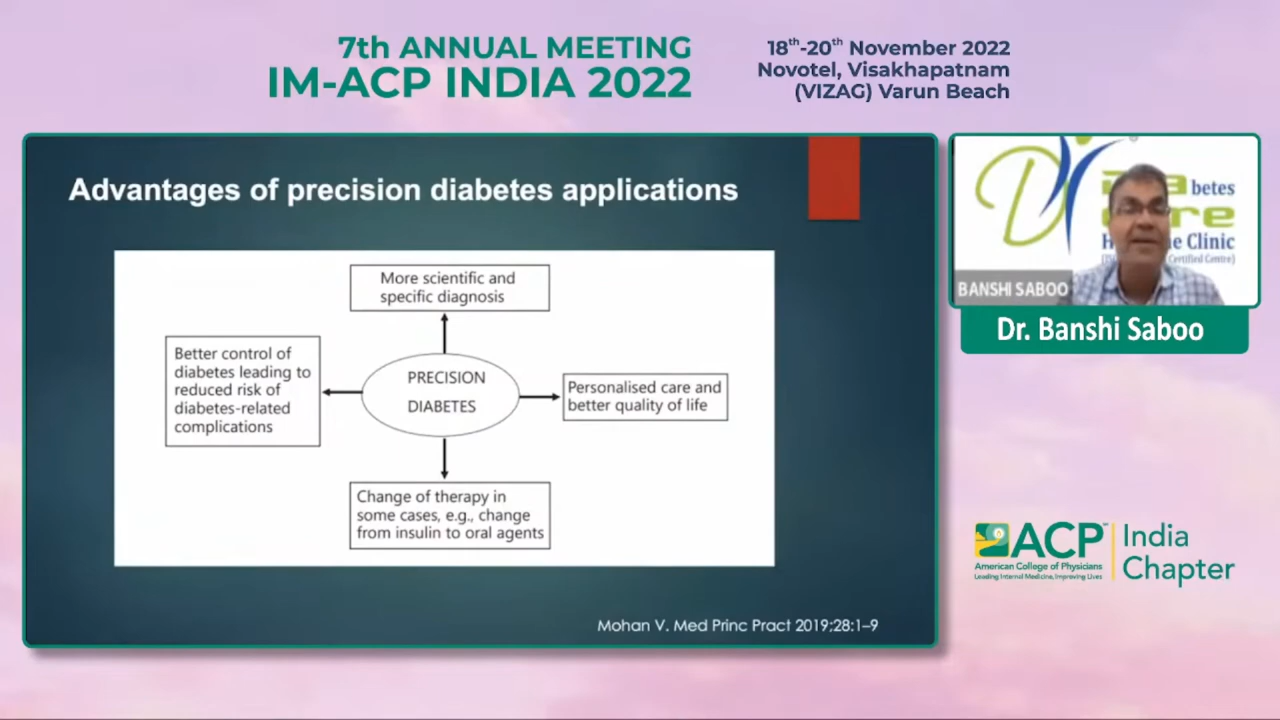 7th ANNUAL MEETING
IM-ACP INDIA 2022
18th-20th November 2022
Novotel, Visakhapatnam
(VIZAG) Varun Beach
Advantages of precision diabetes applications
More scientific and
specific diagnosis
Better control of
diabetes leading to
reduced risk of
diabetes-related
complications
PRECISION
DIABETES
Personalised care and
better quality of life
Change of therapy in
some cases, e.g., change
from insulin to oral agents
Mohan V. Med Princ Pract 2019;28:1–9
betes
e Clinic
Certified Centre)
BANSHI SABOO
Dr. Banshi Saboo
ACP
American College of Physicians
Leading Internal Medicine, Improving Lives
India
Chapter